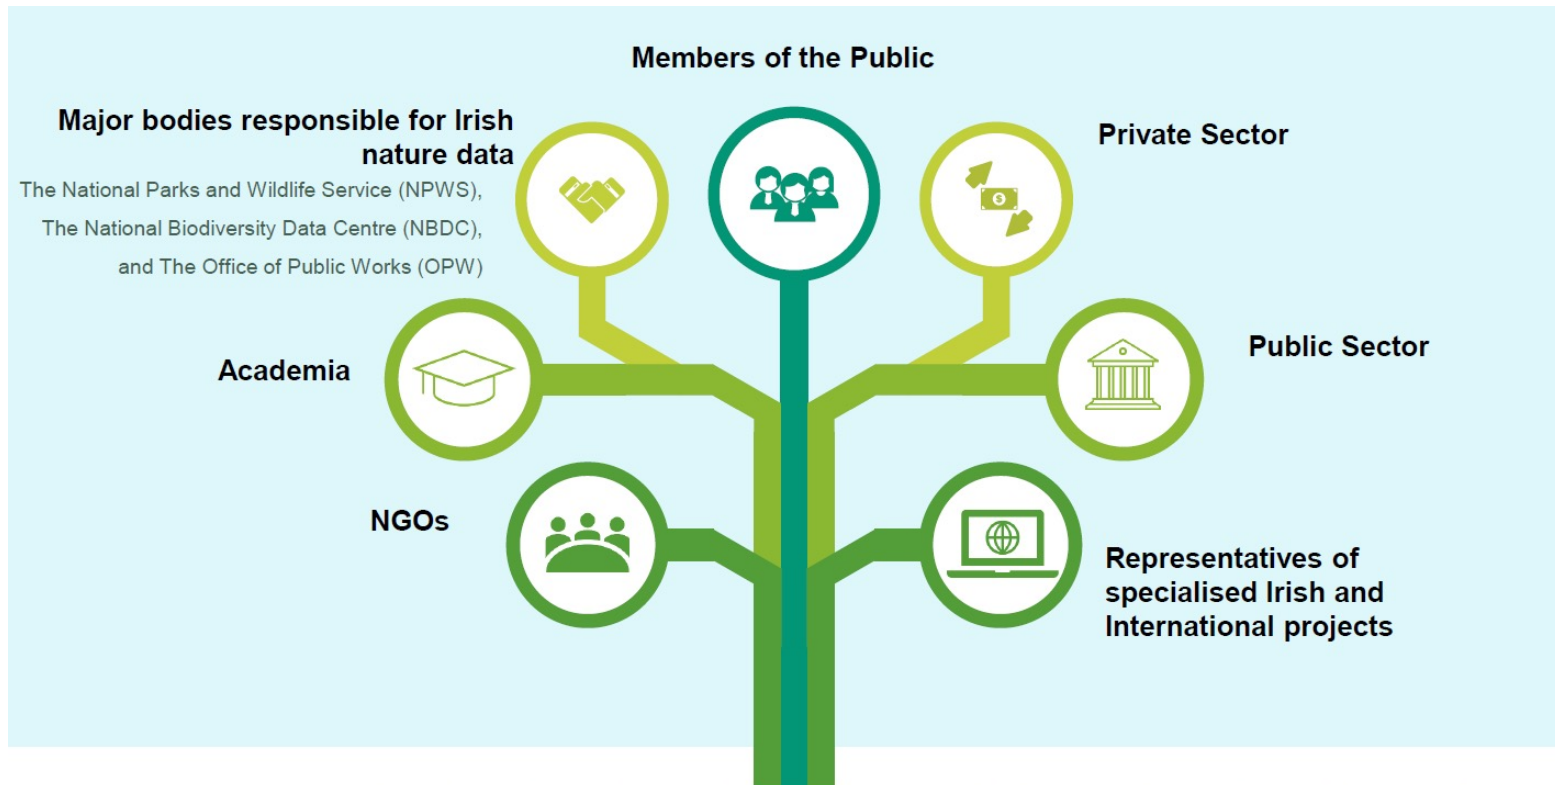 Members of the Public
Major bodies responsible for Irish
nature data
The National Parks and Wildlife Service (NPWS),
The National Biodiversity Data Centre (NBDC),
and The Office of Public Works (OPW)
Private Sector
Academia
Public Sector
NGOs
Representatives of
specialised Irish and
International projects